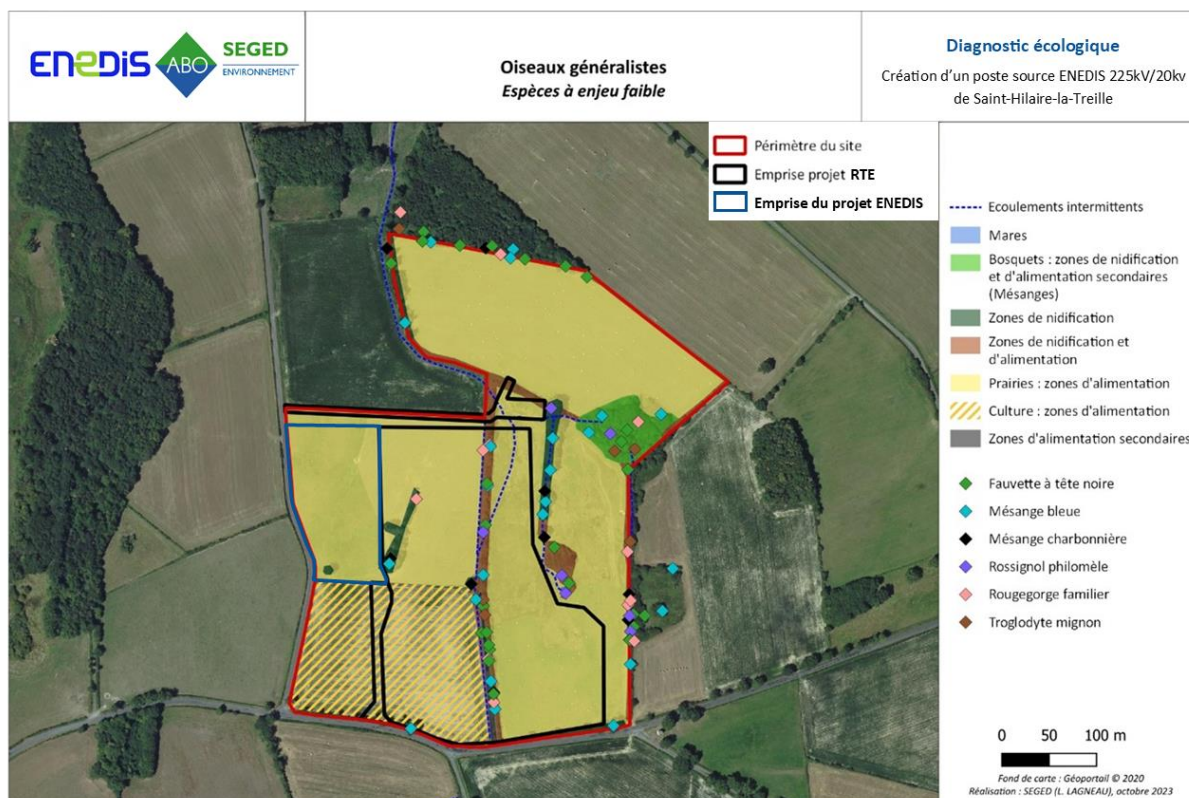 ENEDIS
ABO
SEGED
ENVIRONNEMENT
Oiseaux généralistes
Espèces à enjeu faible
Diagnostic écologique
Création d'un poste source ENEDIS 225kV/20kv
de Saint-Hilaire-la-Treille
Périmètre du site
Emprise projet RTE
Emprise du projet ENEDIS
Ecoulements intermittents
Mares
Bosquets : zones de nidification
et d'alimentation secondaires
(Mésanges)
Zones de nidification
Zones de nidification et
d'alimentation
Prairies : zones d'alimentation
Culture : zones d'alimentation
Zones d'alimentation secondaires
Fauvette à tête noire
Mésange bleue
Mésange charbonnière
Rossignol philomèle
Rougegorge familier
Troglodyte mignon
0 50 100 m
Fond de carte : Géoportail © 2020
Réalisation : SEGED (L. LAGNEAU), octobre 2023